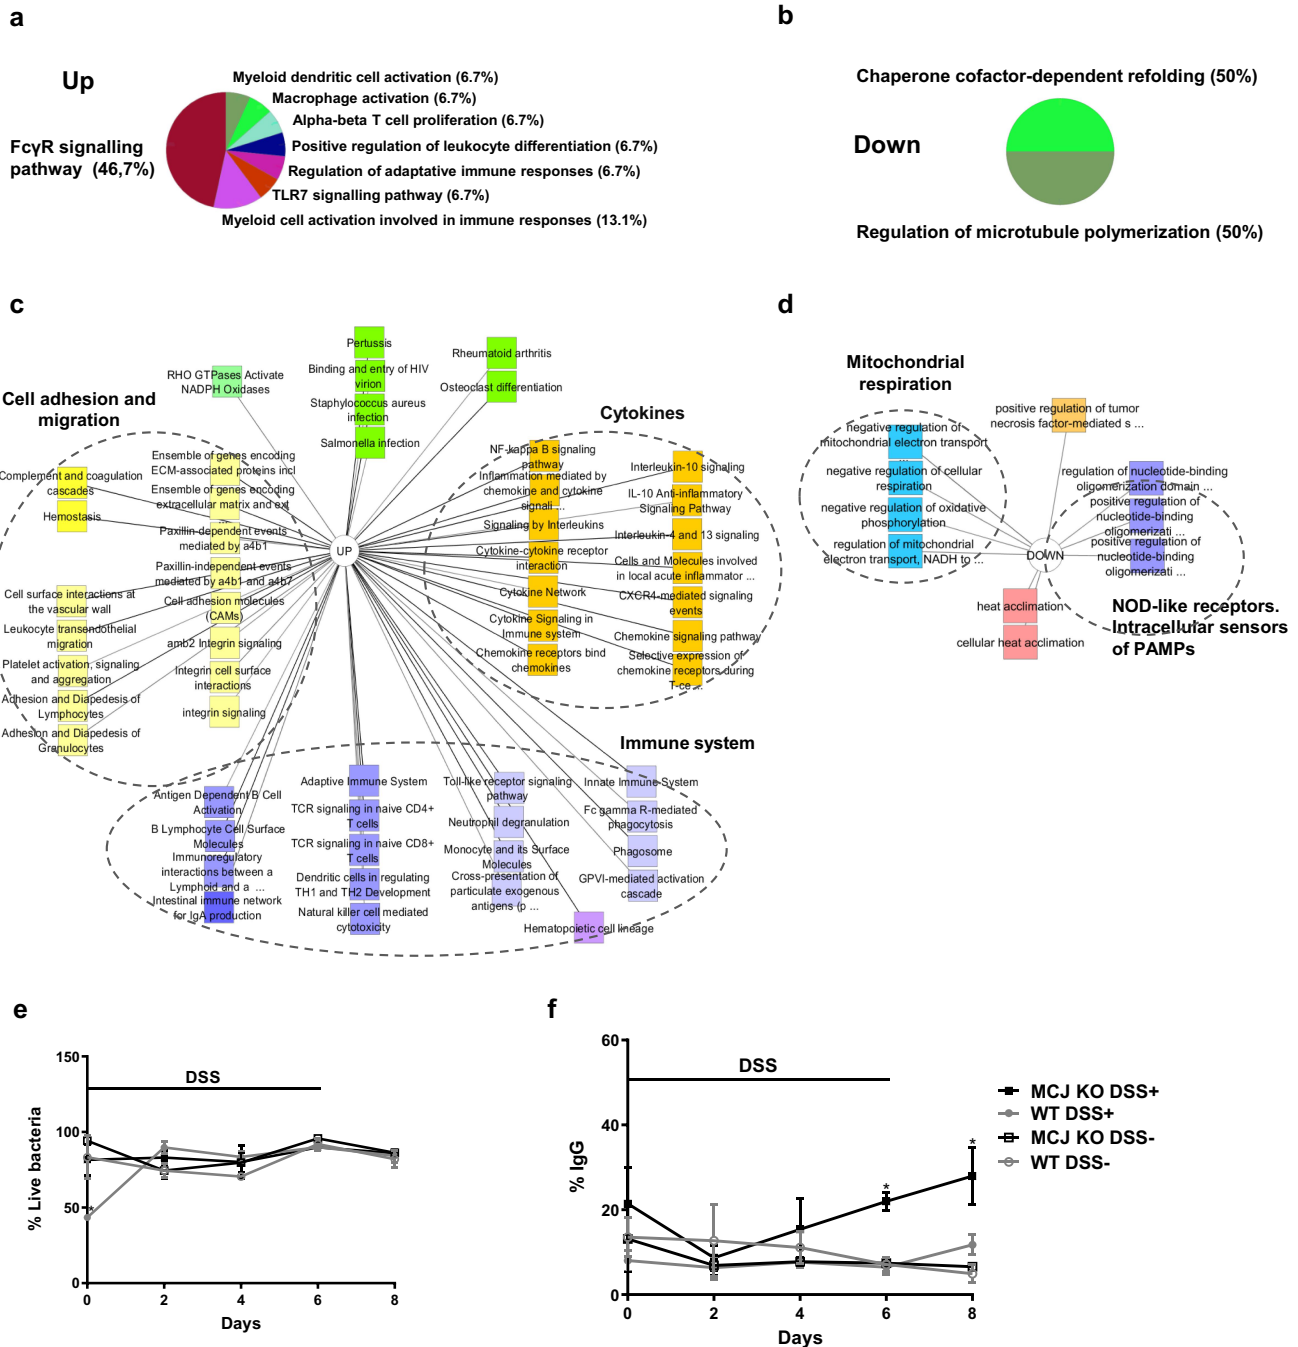 a
Up
Myeloid dendritic cell activation (6.7%)
Macrophage activation (6.7%)
Alpha-beta T cell proliferation (6.7%)
FcγR signalling
pathway (46,7%)
Positive regulation of leukocyte differentiation (6.7%)
Regulation of adaptative immune responses (6.7%)
TLR7 signalling pathway (6.7%)
Myeloid cell activation involved in immune responses (13.1%)
b
Chaperone cofactor-dependent refolding (50%)
Down
Regulation of microtubule polymerization (50%)
c
Pertussis
Binding and entry of HIV
virion
Staphylococcus aureus
infection
Salmonella infection
Rheumatoid arthritis
Osteoclast differentiation
RHO GTPases Activate
NADPH Oxidases
Cell adhesion and
migration
Complement and coagulation
cascades
Hemostasis
Ensemble of genes encoding
ECM-associated proteins incl
Ensemble of genes encoding
extracellular matrix and ext
Paxillin-dependent events
mediated by a4b1
Paxillin-independent events
mediated by a4b1 and a4b7
Cell adhesion molecules
(CAMs)
amb2 Integrin signaling
Integrin cell surface
interactions
integrin signaling
Cell surface interactions at
the vascular wall
Leukocyte transendothelial
migration
Platelet activation, signaling
and aggregation
Adhesion and Diapedesis of
Lymphocytes
Adhesion and Diapedesis of
Granulocytes
UP
Cytokines
NF-kappa B signaling
pathway
Inflammation mediated by
chemokine and cytokine
signali ...
Signaling by Interleukins
Cytokine-cytokine receptor
interaction
Cytokine Network
Cytokine Signaling in
Immune system
Chemokine receptors bind
chemokines
Interleukin-10 signaling
IL-10 Anti-inflammatory
Signaling Pathway
Interleukin-4 and 13 signaling
Cells and Molecules involved
in local acute inflammator ...
CXCR4-mediated signaling
events
Chemokine signaling pathway
Selective expression of
chemokine receptors during
T-ce ...
Immune system
Antigen Dependent B Cell
Activation
B Lymphocyte Cell Surface
Molecules
Immunoregulatory
interactions between a
Lymphoid and a ...
Intestinal immune network
for IgA production
Adaptive Immune System
TCR signaling in naive CD4+
T cells
TCR signaling in naive CD8+
T cells
Dendritic cells in regulating
TH1 and TH2 Development
Natural killer cell mediated
cytotoxicity
Toll-like receptor signaling
pathway
Neutrophil degranulation
Monocyte and its Surface
Molecules
Cross-presentation of
particulate exogenous
antigens (p ...
Innate Immune System
Fc gamma R-mediated
phagocytosis
Phagosome
GPVI-mediated activation
cascade
Hematopoietic cell lineage
d
Mitochondrial
respiration
negative regulation of
mitochondrial electron transport
...
negative regulation of cellular
respiration
negative regulation of oxidative
phosphorylation
regulation of mitochondrial
electron transport, NADH to ...
positive regulation of tumor
necrosis factor-mediated s ...
regulation of nucleotide-binding
oligomerization domain ...
positive regulation of
nucleotide-binding
oligomerizati ...
positive regulation of
nucleotide-binding
oligomerizati ...
DOWN
heat acclimation
cellular heat acclimation
NOD-like receptors.
Intracellular sensors
of PAMPs
e
% Live bacteria
150
100
50
0
DSS
*
0 2 4 6 8
Days
f
% IgG
60
40
20
0
DSS
*
*
0 2 4 6 8
Days
MCJ KO DSS+
WT DSS+
MCJ KO DSS-
WT DSS-